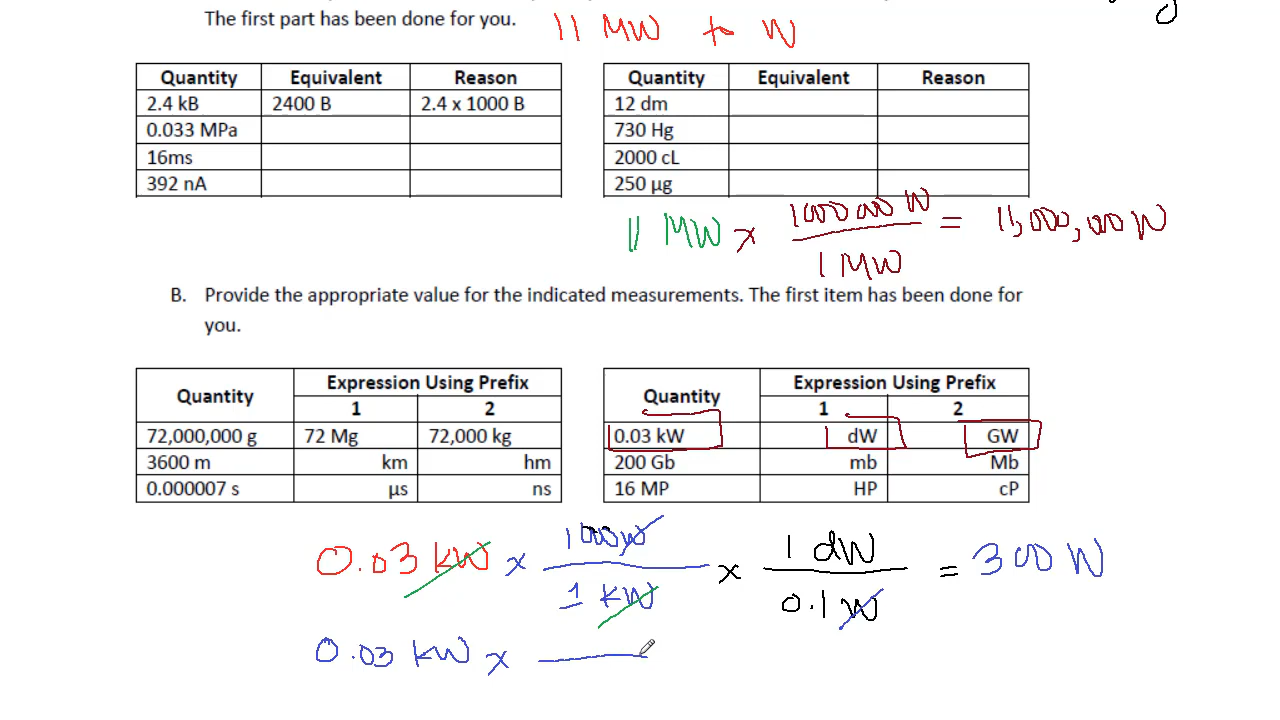 The first part has been done for you.
11 MW to W
Quantity Equivalent Reason
2.4 kB 2400 B 2.4 x 1000 B
0.033 MPa
16ms
392 nA
Quantity Equivalent Reason
12 dm
730 Hg
2000 cL
250 µg
11 MW x 1000 000 W / 1 MW = 11,000,000 W
B. Provide the appropriate value for the indicated measurements. The first item has been done for
you.
Quantity Expression Using Prefix
1 2
72,000,000 g 72 Mg 72,000 kg
3600 m km hm
0.000007 s µs ns
Quantity Expression Using Prefix
1 2
0.03 kW dW GW
200 Gb mb Mb
16 MP HP cP
0.03 kW x 1000 W / 1 kW x 1 dW / 0.1 W = 300 W
0.03 kW x